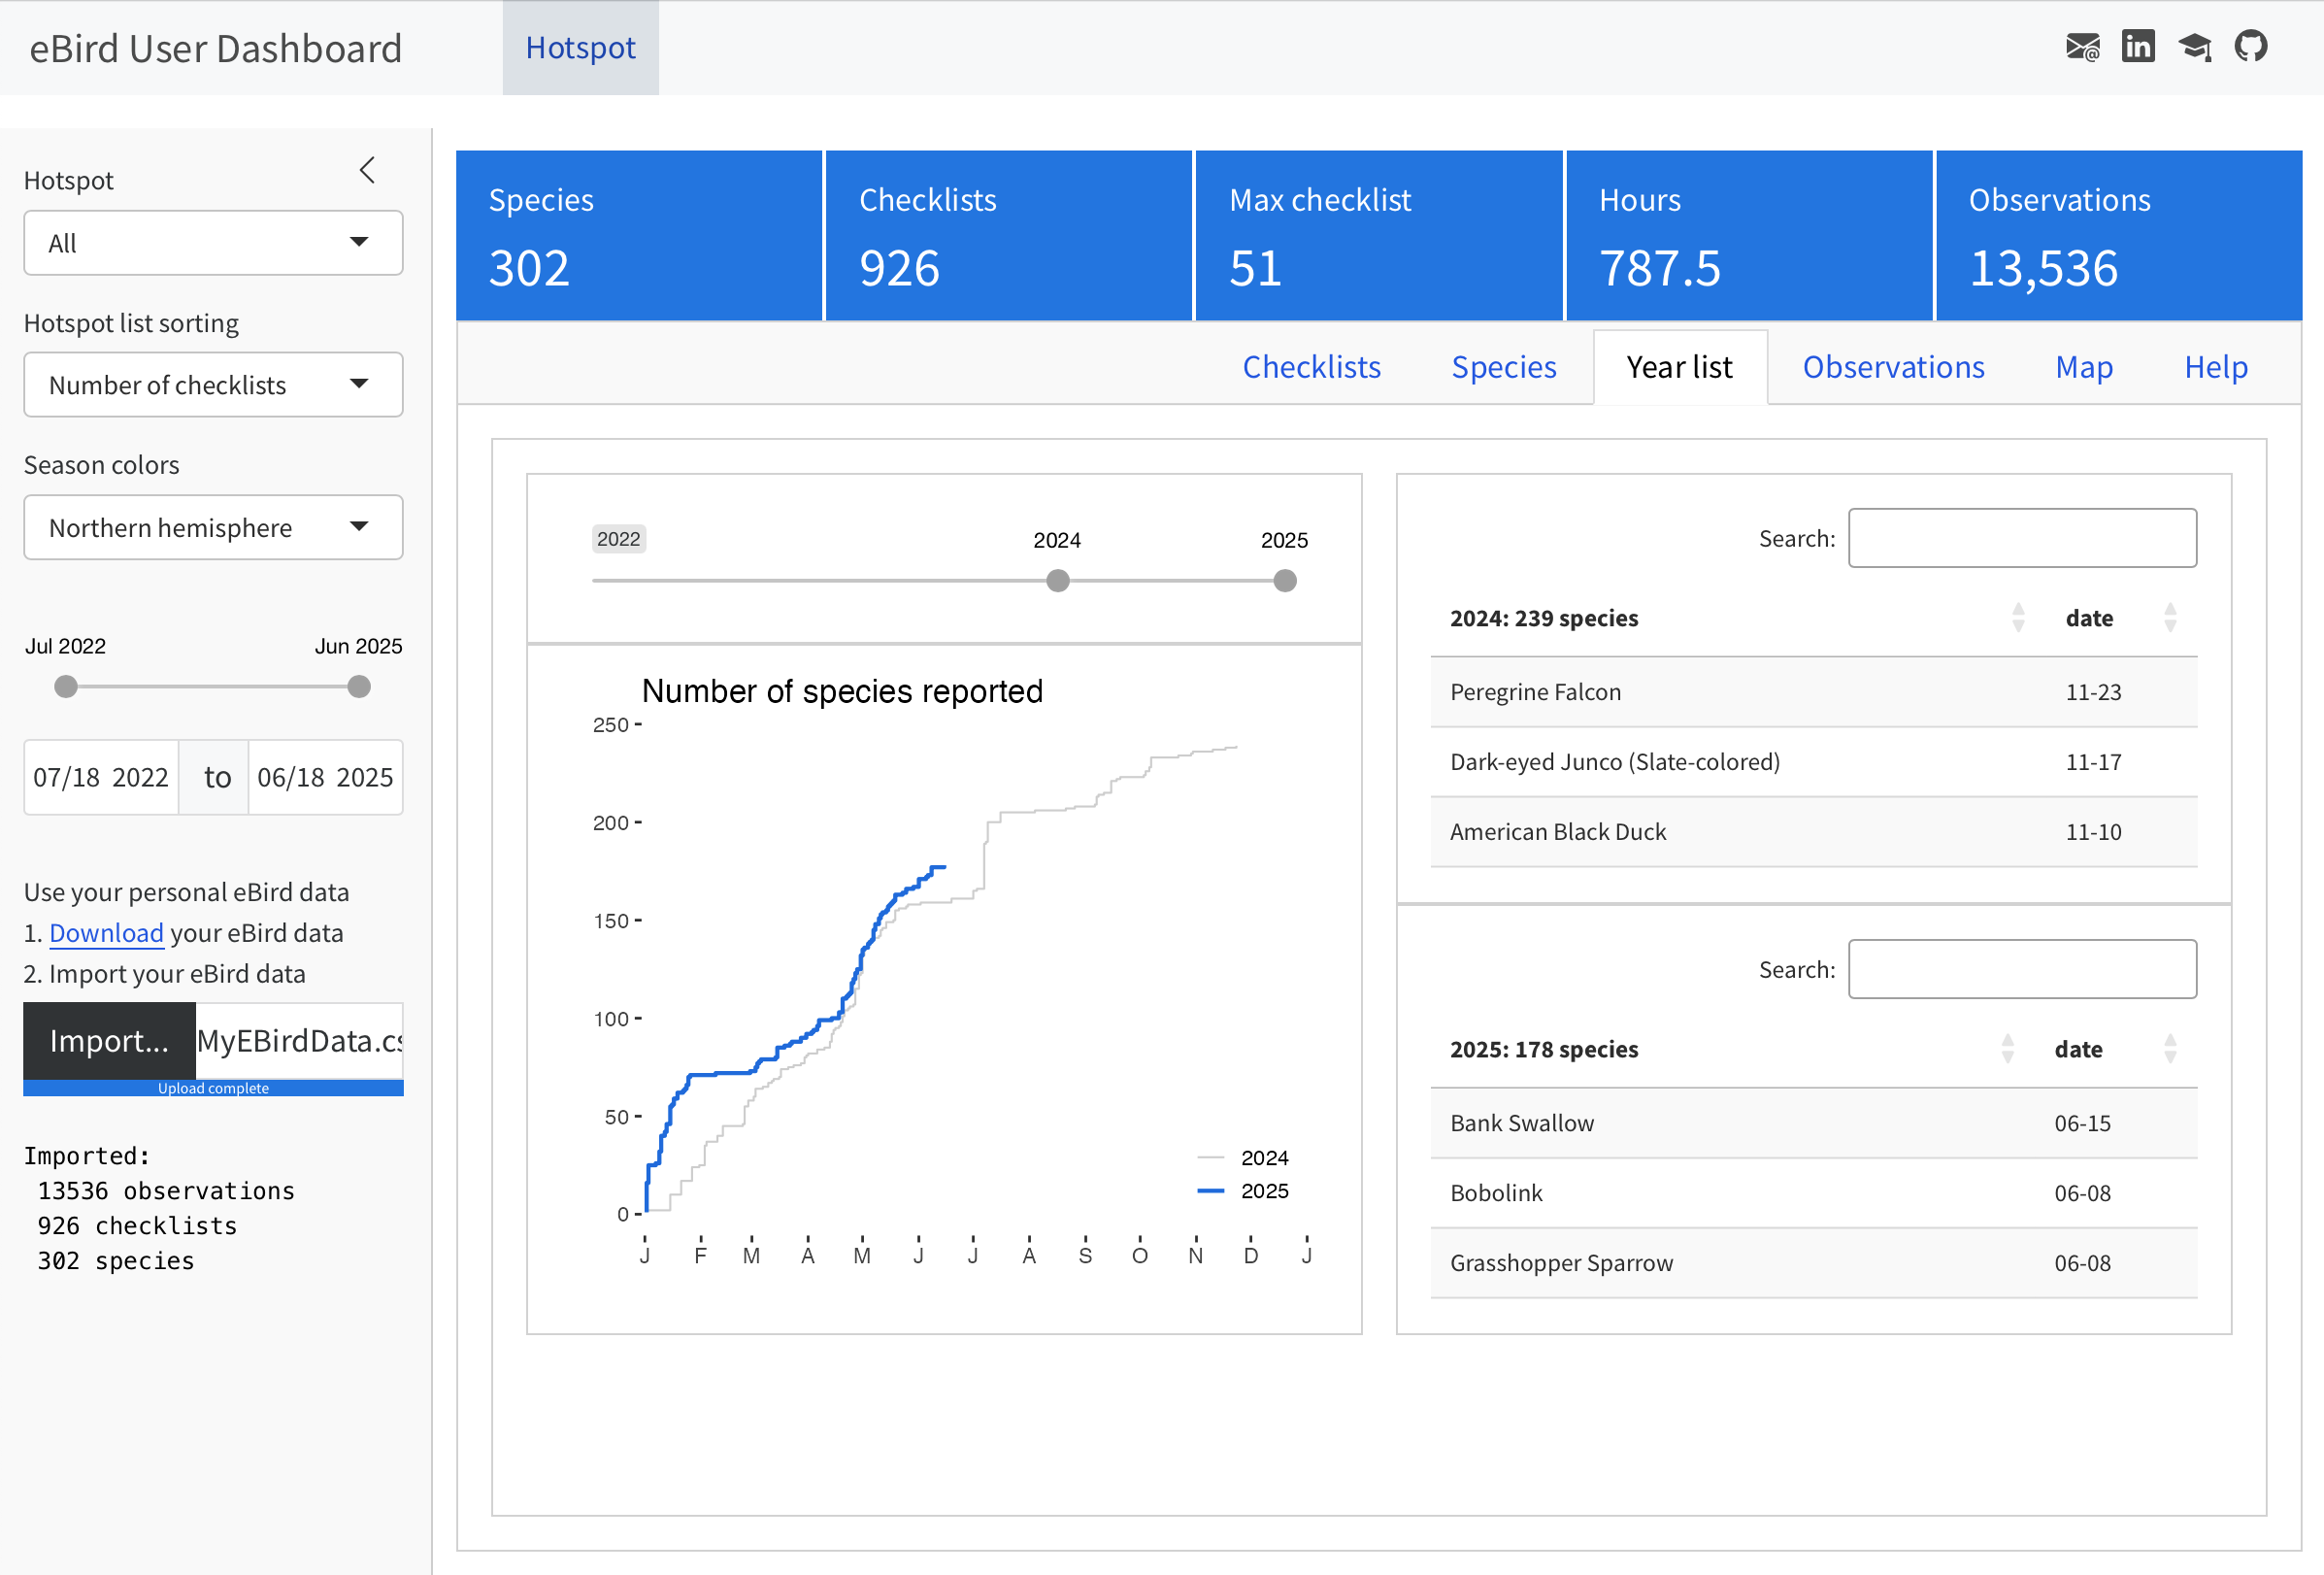 eBird User Dashboard
Hotspot
Hotspot
All
Hotspot list sorting
Number of checklists
Season colors
Northern hemisphere
Jul 2022
Jun 2025
07/18 2022 to 06/18 2025
Use your personal eBird data
1. Download your eBird data
2. Import your eBird data
Import...
MyEBirdData.cs
Upload complete
Imported:
13536 observations
926 checklists
302 species
Species
302
Checklists
926
Max checklist
51
Hours
787.5
Observations
13,536
Checklists
Species
Year list
Observations
Map
Help
2022
2024
2025
Number of species reported
250
200
150
100
50
0
J F M A M J J A S O N D J
2024
2025
Search:
2024: 239 species date
Peregrine Falcon 11-23
Dark-eyed Junco (Slate-colored) 11-17
American Black Duck 11-10
Search:
2025: 178 species date
Bank Swallow 06-15
Bobolink 06-08
Grasshopper Sparrow 06-08